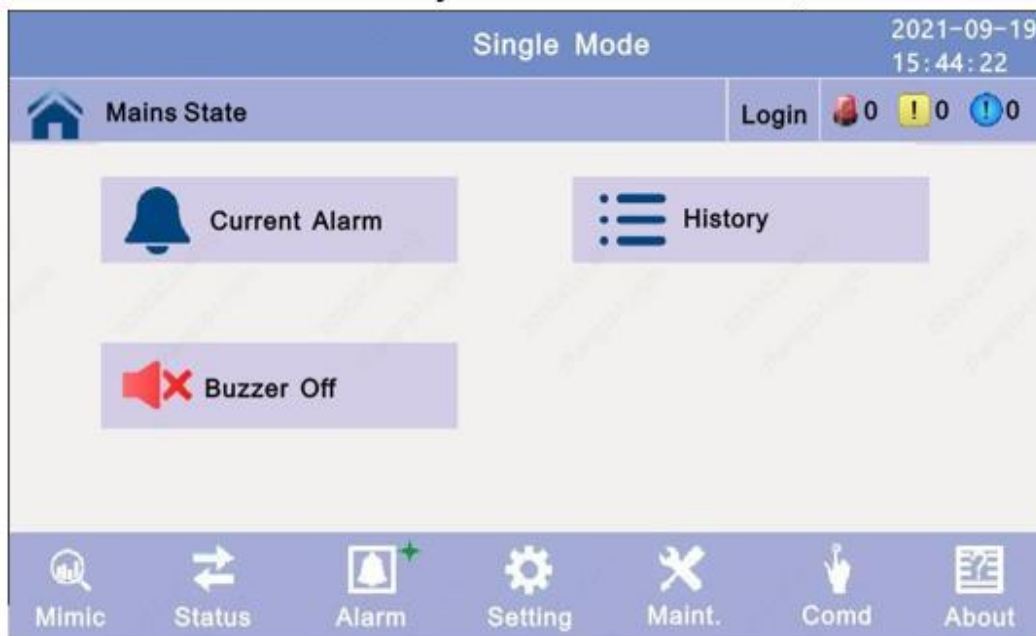 Single Mode
2021-09-19
15:44:22
Mains State
Login
0
! 0
! 0
Current Alarm
History
Buzzer Off
Mimic
Status
Alarm
Setting
Maint.
Comd
About